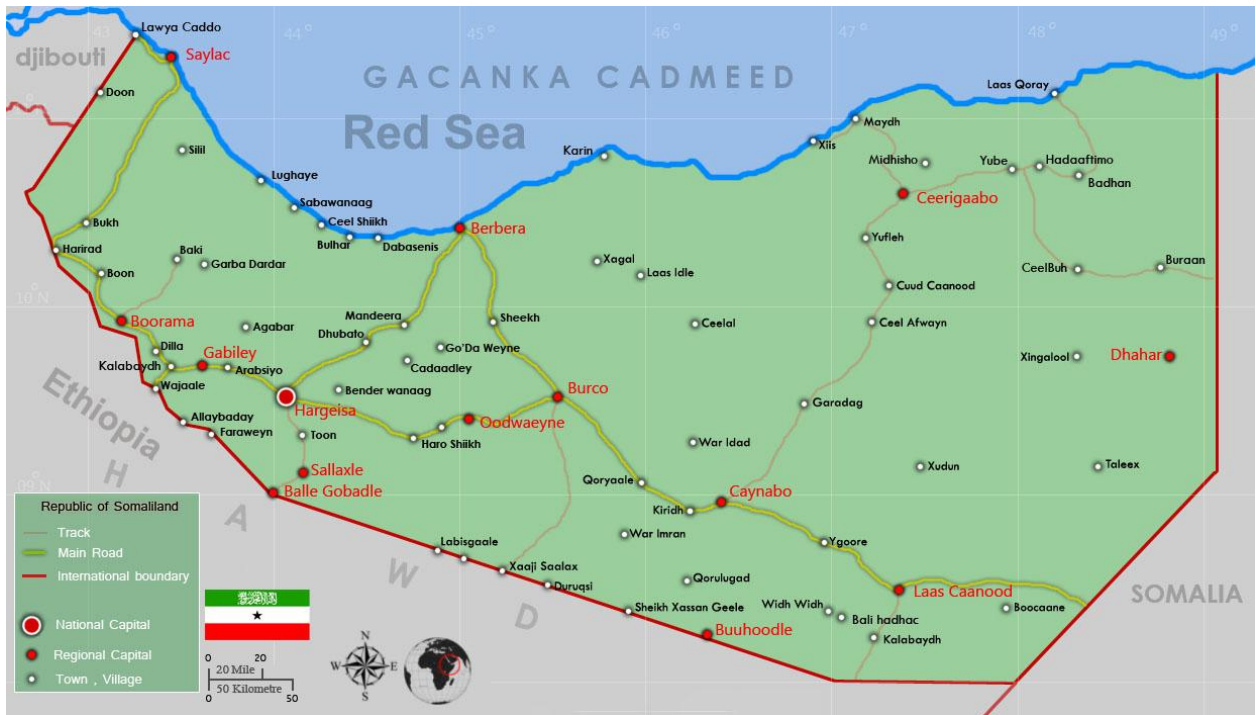 43
44
45°
46
47
48
49°
Lawya Caddo
djibouti
Saylac
GACANKA CADMEED
Laas Qoray
Doon
Red Sea
Maydh
Silil
Karin
Xiis
Midhisho
Yube
Hadaaftimo
Badhan
Lughaye
Ceerigaabo
Sabawanaag
Bukh
Ceel Shiikh
Berbera
Bulhar
Dabasenis
Yufleh
Harirad
Baki
Garba Dardar
Xagal
Buraan
Boon
Laas Idle
CeelBuh
Cuud Caanood
10°N
Mandeera
Boorama
Agabar
Sheekh
Ceelal
Ceel Afwayn
Dhubato
Dilla
Go'Da Weyne
Xingalool
Dhahar
Kalabaydh
Gabiley
Arabsiyo
Cadaadley
Wajaale
Bender wanaag
Burco
Ethiopia
Hargeisa
Garadag
Allaybaday
Oodwaeyne
Faraweyn
Toon
Haro Shiikh
War Idad
H
Sallaxle
Xudun
Taleex
Balle Gobadle
09°N
Qoryaale
Caynabo
A
Kiridh
War Imran
Ygoore
Labisgaale
W
Xaaji Saalax
Duruqsi
Qorulugad
Laas Caanood
SOMALIA
D
Sheikh Xassan Geele
Widh Widh
Boocaane
Bali hadhac
Buuhoodle
Kalabaydh
Republic of Somaliland
Track
Main Road
International boundary
National Capital
Regional Capital
Town , Village
0 20
20 Mile
50 Kilometre
0 50
N
W E
S